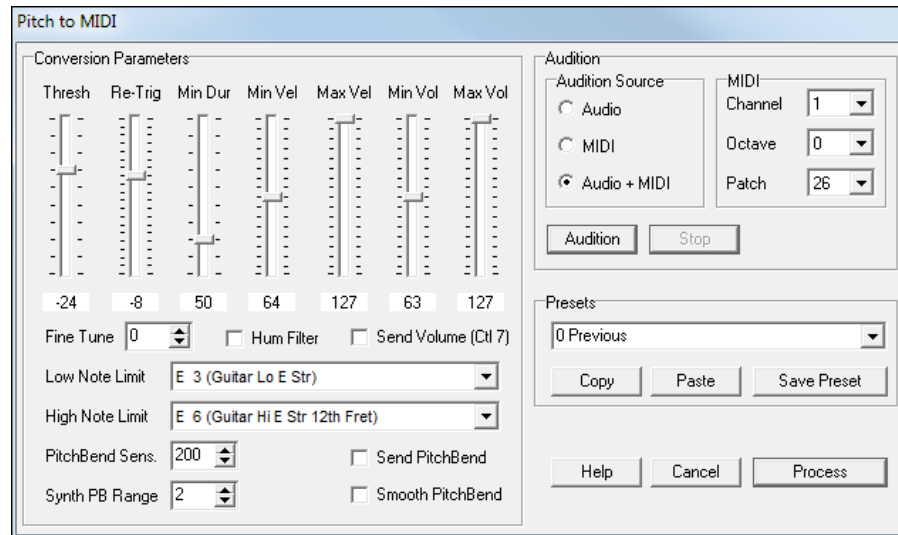 Pitch to MIDI
Conversion Parameters
Thresh Re-Trig Min Dur Min Vel Max Vel Min Vol Max Vol
-24 -8 50 64 127 63 127
Fine Tune 0 Hum Filter Send Volume (Ctl 7)
Low Note Limit E 3 (Guitar Lo E Str)
High Note Limit E 6 (Guitar Hi E Str 12th Fret)
PitchBend Sens. 200 Send PitchBend
Synth PB Range 2 Smooth PitchBend
Audition
Audition Source
Audio
MIDI
Audio + MIDI
MIDI
Channel 1
Octave 0
Patch 26
Audition Stop
Presets
0 Previous
Copy Paste Save Preset
Help Cancel Process